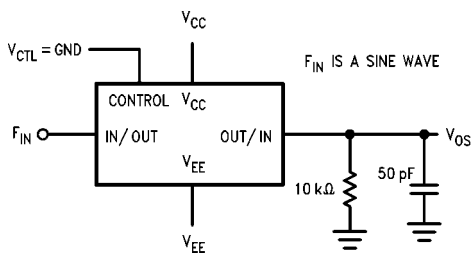 V_CC
V_CTL = GND
F_IN IS A SINE WAVE
CONTROL V_CC
F_IN IN/OUT OUT/IN V_OS
V_EE
10 kΩ 50 pF
V_EE